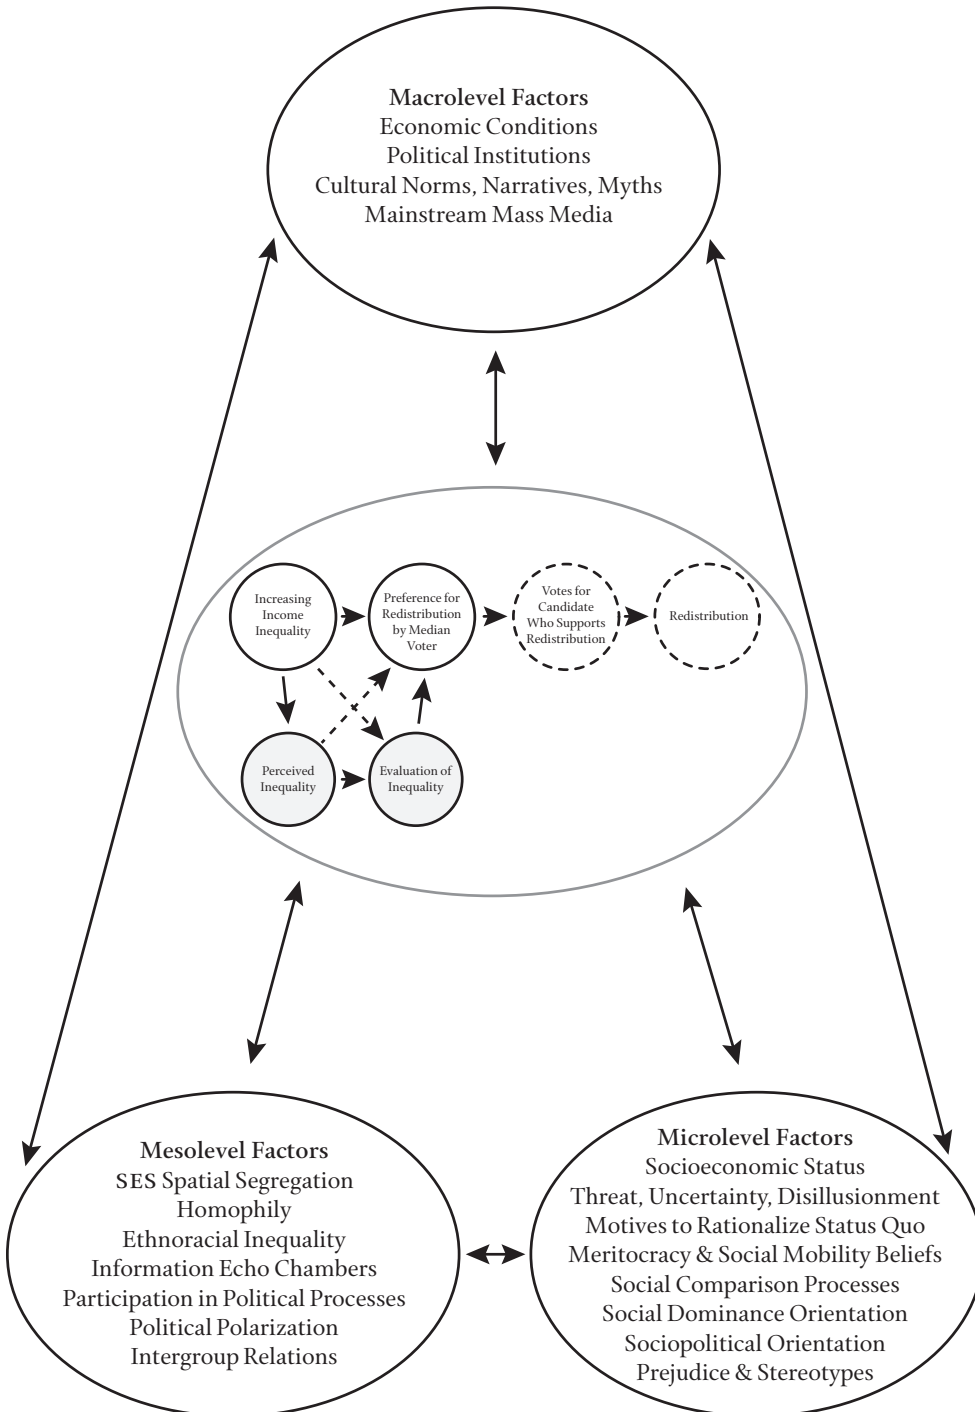 Macrolevel Factors
Economic Conditions
Political Institutions
Cultural Norms, Narratives, Myths
Mainstream Mass Media
Increasing
Income
Inequality
Preference for
Redistribution
by Median
Voter
Votes for
Candidate
Who Supports
Redistribution
Redistribution
Perceived
Inequality
Evaluation of
Inequality
Mesolevel Factors
SES Spatial Segregation
Homophily
Ethnoracial Inequality
Information Echo Chambers
Participation in Political Processes
Political Polarization
Intergroup Relations
Microlevel Factors
Socioeconomic Status
Threat, Uncertainty, Disillusionment
Motives to Rationalize Status Quo
Meritocracy & Social Mobility Beliefs
Social Comparison Processes
Social Dominance Orientation
Sociopolitical Orientation
Prejudice & Stereotypes